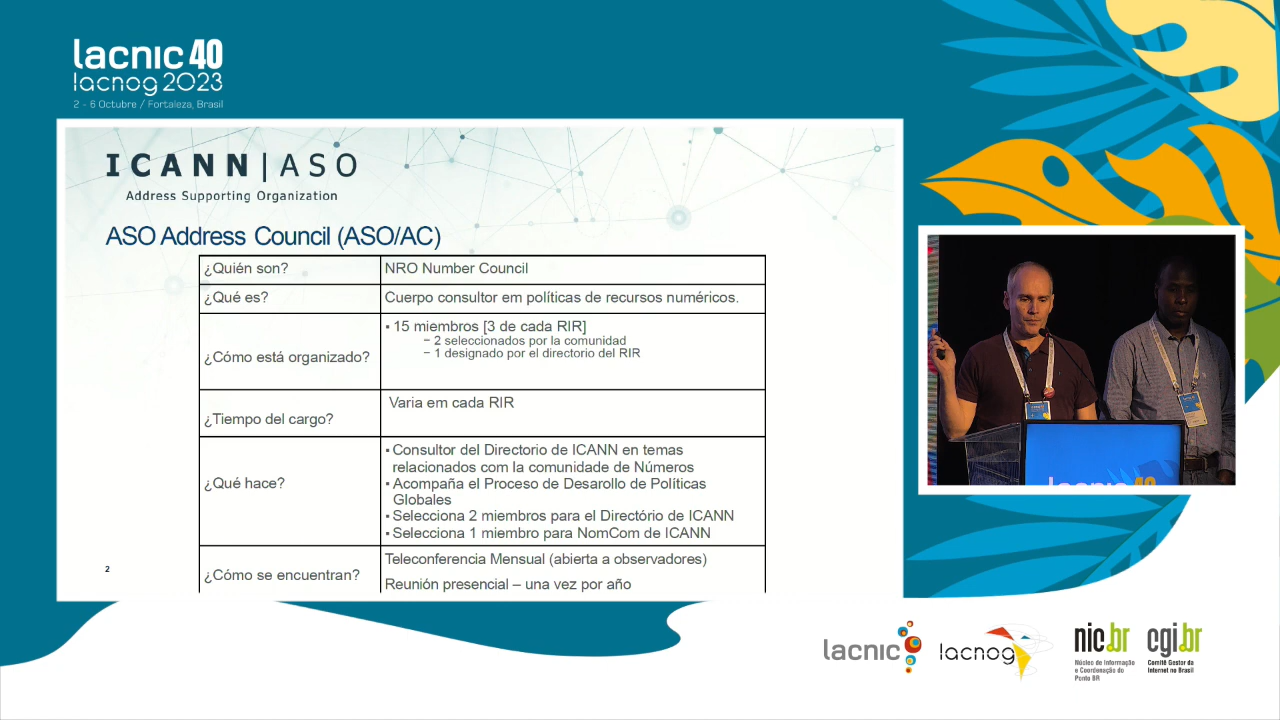 lacnic 40
lacnog 2023
2 - 6 Octubre / Fortaleza, Brasil
ICANN|ASO
Address Supporting Organization
ASO Address Council (ASO/AC)
¿Quién son?
NRO Number Council
¿Qué es?
Cuerpo consultor em políticas de recursos numéricos.
¿Cómo está organizado?
▪ 15 miembros [3 de cada RIR]
− 2 seleccionados por la comunidad
− 1 designado por el directorio del RIR
¿Tiempo del cargo?
Varia em cada RIR
¿Qué hace?
▪ Consultor del Directorio de ICANN en temas
relacionados com la comunidade de Números
▪ Acompaña el Proceso de Desarollo de Políticas
Globales
▪ Selecciona 2 miembros para el Directório de ICANN
▪ Selecciona 1 miembro para NomCom de ICANN
¿Cómo se encuentran?
Teleconferencia Mensual (abierta a observadores)
Reunión presencial – una vez por año
2
lacnic 40
lacnic
lacnog
nic.br
Núcleo de Informação
e Coordenação do
Ponto BR
cgi.br
Comitê Gestor da
Internet no Brasil